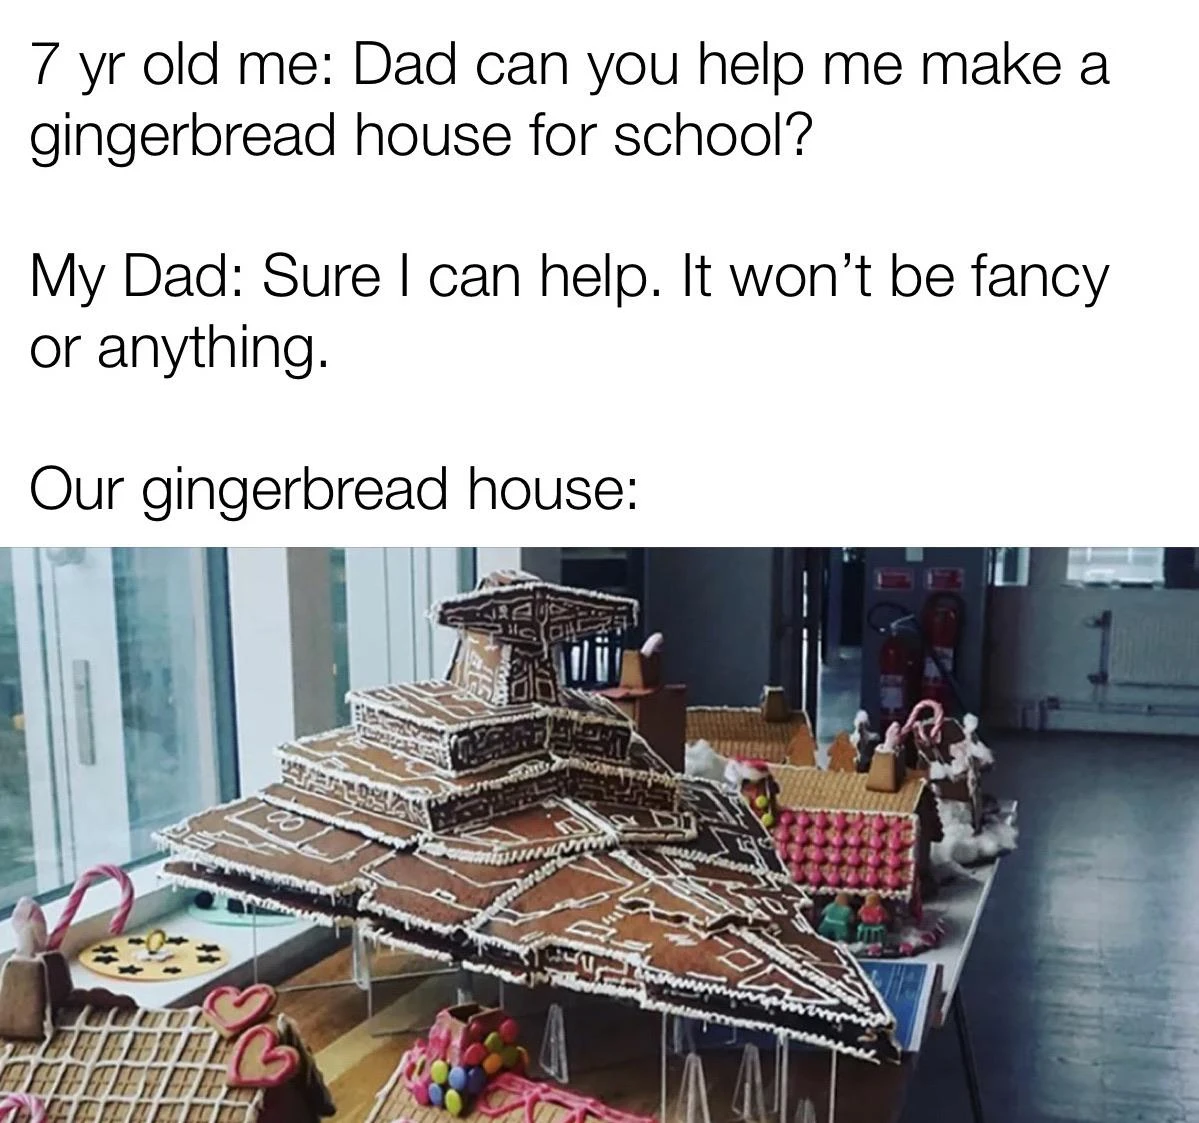 7 yr old me: Dad can you help me make a
gingerbread house for school?
My Dad: Sure I can help. It won’t be fancy
or anything.
Our gingerbread house: